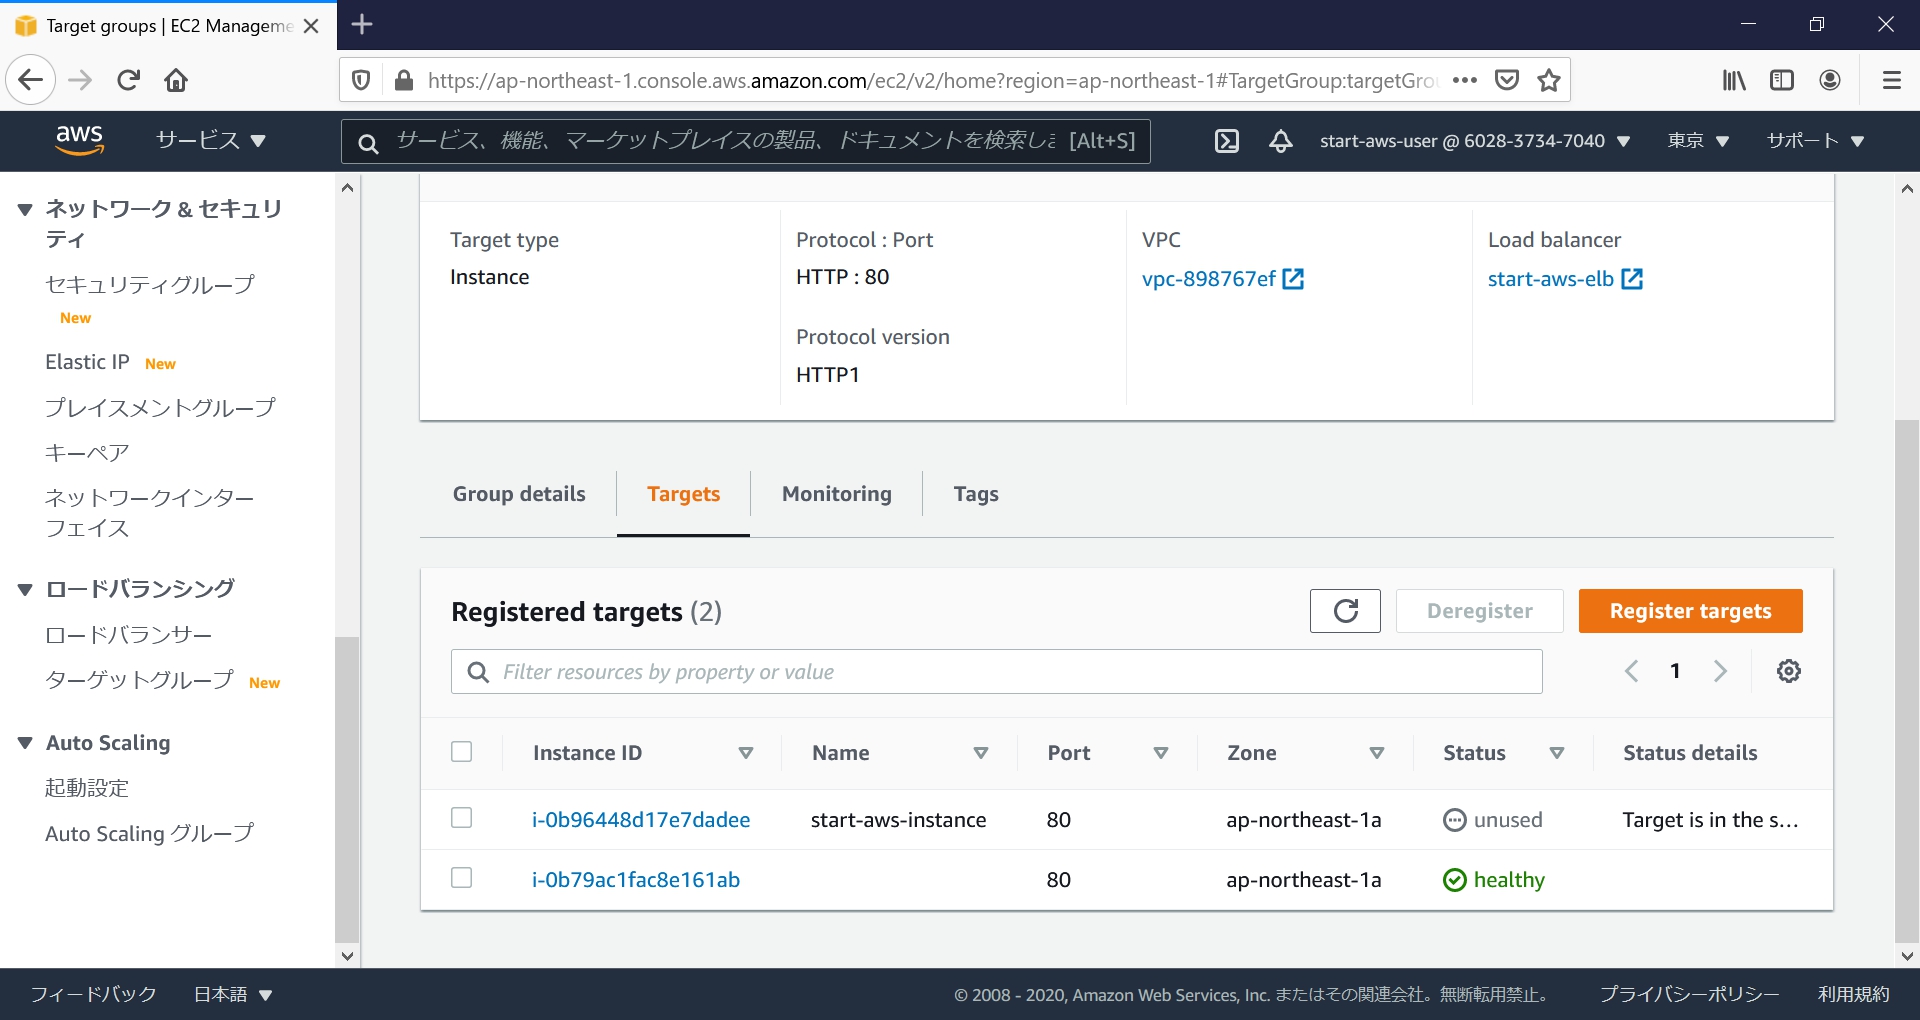 Target groups | EC2 Manageme
https://ap-northeast-1.console.aws.amazon.com/ec2/v2/home?region=ap-northeast-1#TargetGroup:targetGro
aws
サービス
サービス、機能、マーケットプレイスの製品、ドキュメントを検索しま [Alt+S]
start-aws-user @ 6028-3734-7040
東京
サポート
ネットワーク & セキュリ
ティ
セキュリティグループ
New
Elastic IP New
プレイスメントグループ
キーペア
ネットワークインター
フェイス
ロードバランシング
ロードバランサー
ターゲットグループ New
Auto Scaling
起動設定
Auto Scaling グループ
Target type
Instance
Protocol : Port
HTTP : 80
Protocol version
HTTP1
VPC
vpc-898767ef
Load balancer
start-aws-elb
Group details
Targets
Monitoring
Tags
Registered targets (2)
Deregister
Register targets
Filter resources by property or value
1
Instance ID Name Port Zone Status Status details
i-0b96448d17e7dadee start-aws-instance 80 ap-northeast-1a unused Target is in the s...
i-0b79ac1fac8e161ab 80 ap-northeast-1a healthy
フィードバック
日本語
© 2008 - 2020, Amazon Web Services, Inc. またはその関連会社。無断転用禁止。
プライバシーポリシー
利用規約